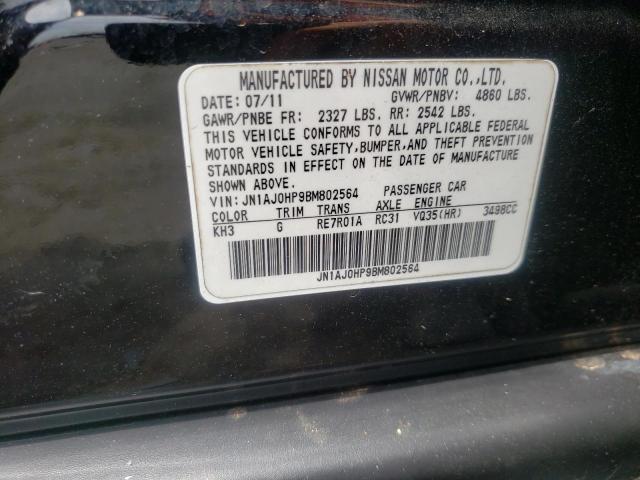 MANUFACTURED BY NISSAN MOTOR CO.,LTD.
DATE: 07/11 GVWR/PNBV: 4860 LBS.
GAWR/PNBE FR: 2327 LBS. RR: 2542 LBS.
THIS VEHICLE CONFORMS TO ALL APPLICABLE FEDERAL
MOTOR VEHICLE SAFETY,BUMPER,AND THEFT PREVENTION
STANDARDS IN EFFECT ON THE DATE OF MANUFACTURE
SHOWN ABOVE.
VIN: JN1AJ0HP9BM802564 PASSENGER CAR
COLOR TRIM TRANS AXLE ENGINE
KH3 G RE7R01A RC31 VQ35(HR) 3498CC
JN1AJ0HP9BM802564